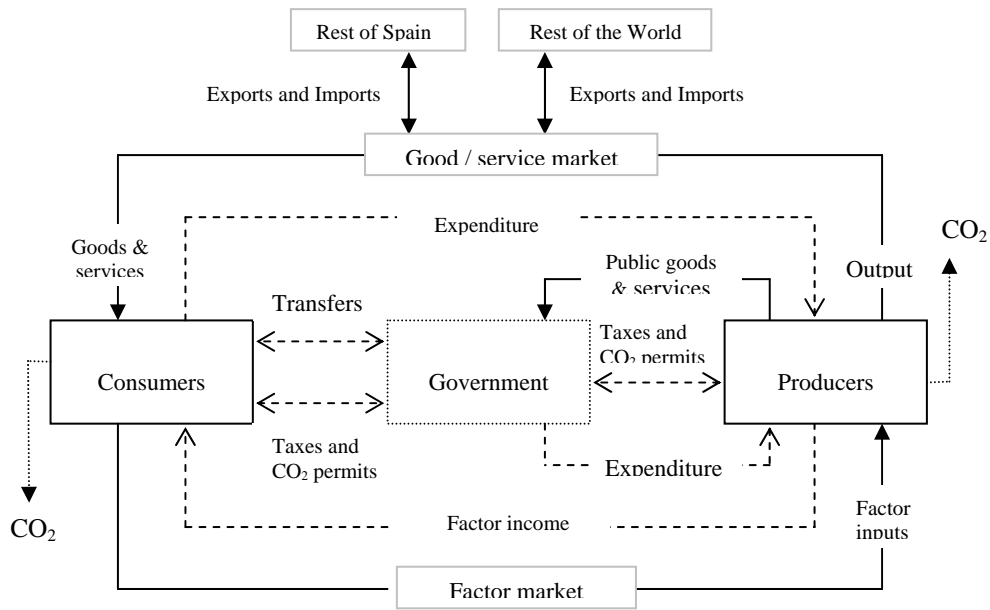 Rest of Spain
Rest of the World
Exports and Imports
Exports and Imports
Good / service market
Expenditure
CO₂
Goods &
services
Public goods
& services
Output
Transfers
Taxes and
CO₂ permits
Consumers
Government
Producers
Taxes and
CO₂ permits
Expenditure
CO₂
Factor income
Factor
inputs
Factor market